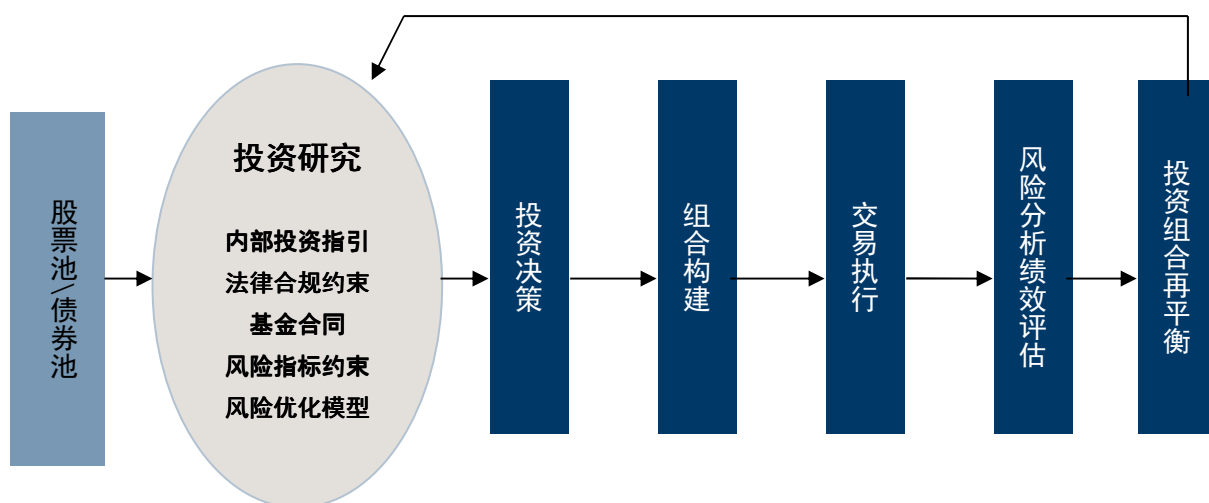 股票池\债券池
投资研究
内部投资指引
法律合规约束
基金合同
风险指标约束
风险优化模型
投资决策
组合构建
交易执行
风险分析绩效评估
投资组合再平衡